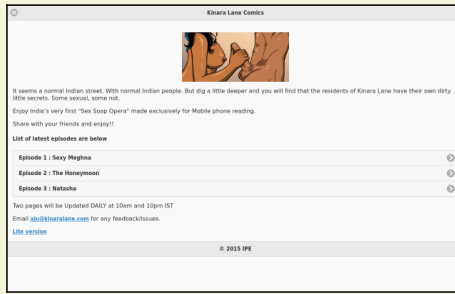 Kinara Lane Comics
It seems a normal Indian street. With normal Indian people. But dig a little deeper and you will find that the residents of Kinara Lane have their own dirty
little secrets. Some sexual, some not.
Enjoy India's very first "Sex Soap Opera" made exclusively for Mobile phone reading.
Share with your friends and enjoy!!
List of latest episodes are below
Episode 1 : Sexy Meghna
Episode 2 : The Honeymoon
Episode 3 : Natasha
Two pages will be Updated DAILY at 10am and 10pm IST
Email aju@kinaralane.com for any feedback/issues.
Lite version
© 2015 IPE